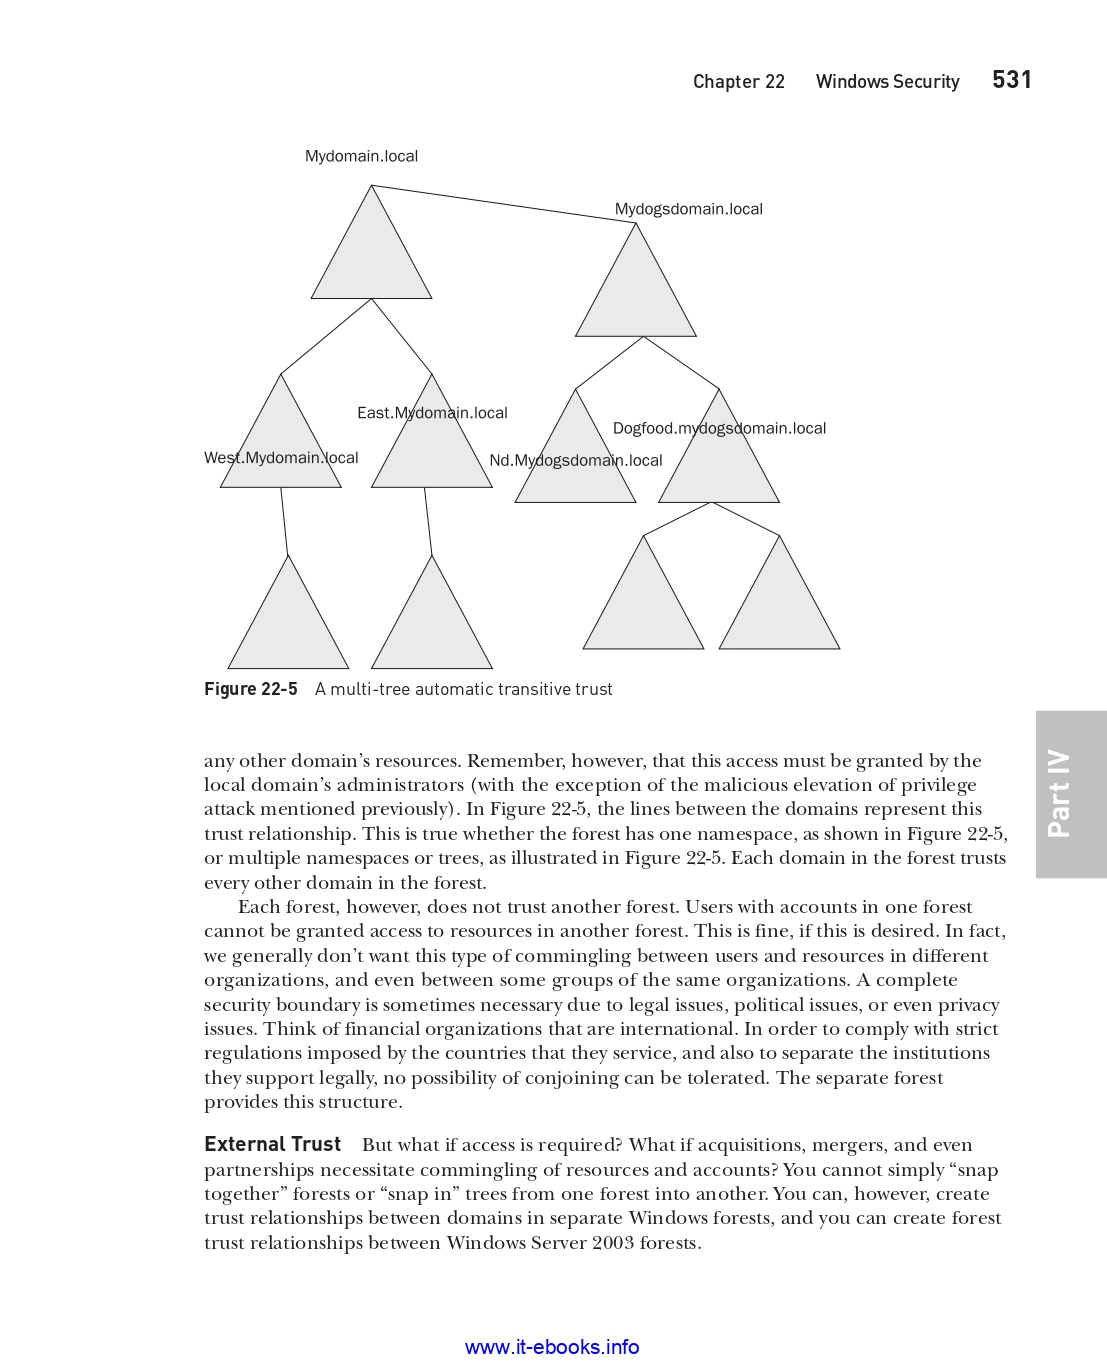 Chapter 22 Windows Security 531
Mydomain.local
Mydogsdomain.local
East.Mydomain.local
Dogfood.mydogsdomain.local
West.Mydomain.local
Nd.Mydogsdomain.local
Figure 22-5 A multi-tree automatic transitive trust
any other domain’s resources. Remember, however, that this access must be granted by the
local domain’s administrators (with the exception of the malicious elevation of privilege
attack mentioned previously). In Figure 22-5, the lines between the domains represent this
trust relationship. This is true whether the forest has one namespace, as shown in Figure 22-5,
or multiple namespaces or trees, as illustrated in Figure 22-5. Each domain in the forest trusts
every other domain in the forest.
Each forest, however, does not trust another forest. Users with accounts in one forest
cannot be granted access to resources in another forest. This is fine, if this is desired. In fact,
we generally don’t want this type of commingling between users and resources in different
organizations, and even between some groups of the same organizations. A complete
security boundary is sometimes necessary due to legal issues, political issues, or even privacy
issues. Think of financial organizations that are international. In order to comply with strict
regulations imposed by the countries that they service, and also to separate the institutions
they support legally, no possibility of conjoining can be tolerated. The separate forest
provides this structure.
External Trust But what if access is required? What if acquisitions, mergers, and even
partnerships necessitate commingling of resources and accounts? You cannot simply “snap
together” forests or “snap in” trees from one forest into another. You can, however, create
trust relationships between domains in separate Windows forests, and you can create forest
trust relationships between Windows Server 2003 forests.
Part IV
www.it-ebooks.info